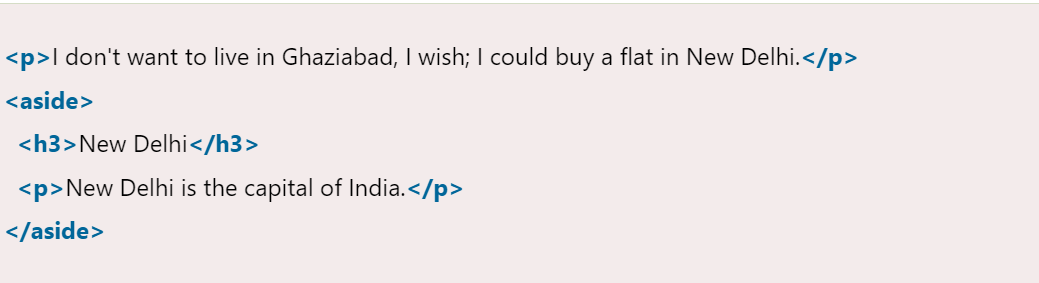 <p>I don't want to live in Ghaziabad, I wish; I could buy a flat in New Delhi.</p>
<aside>
<h3>New Delhi</h3>
<p>New Delhi is the capital of India.</p>
</aside>